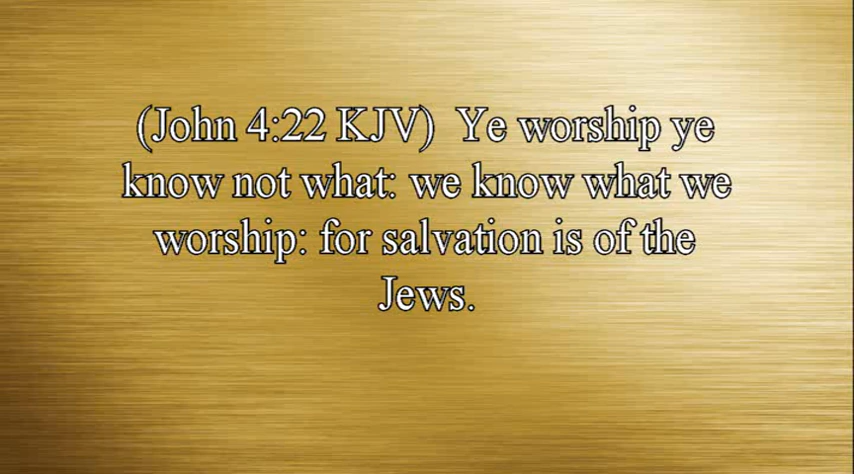 (John 4:22 KJV)  Ye worship ye
know not what: we know what we
worship: for salvation is of the
Jews.